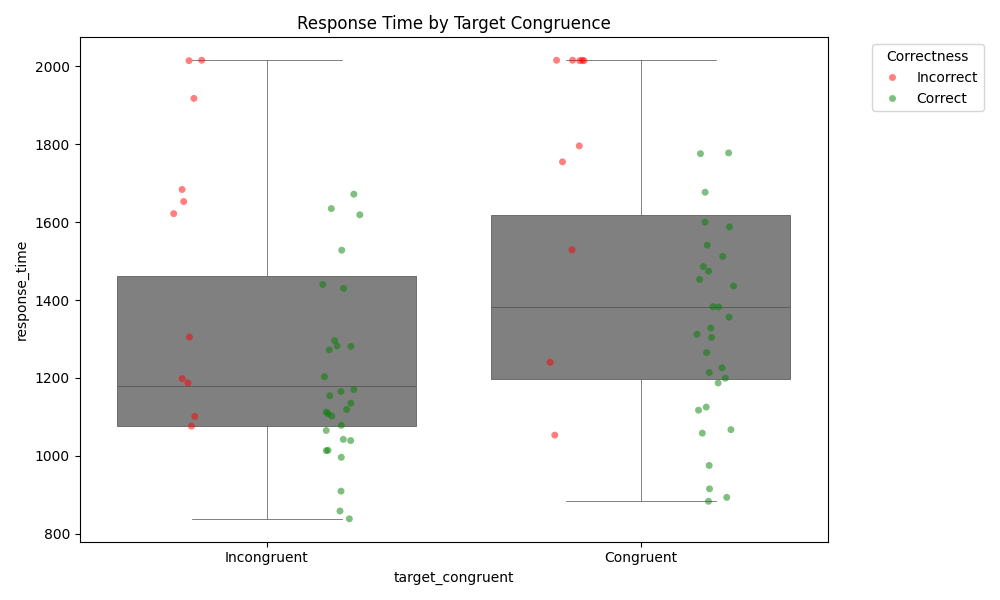 Response Time by Target Congruence
Correctness
Incorrect
Correct
response_time
2000
1800
1600
1400
1200
1000
800
Incongruent
Congruent
target_congruent